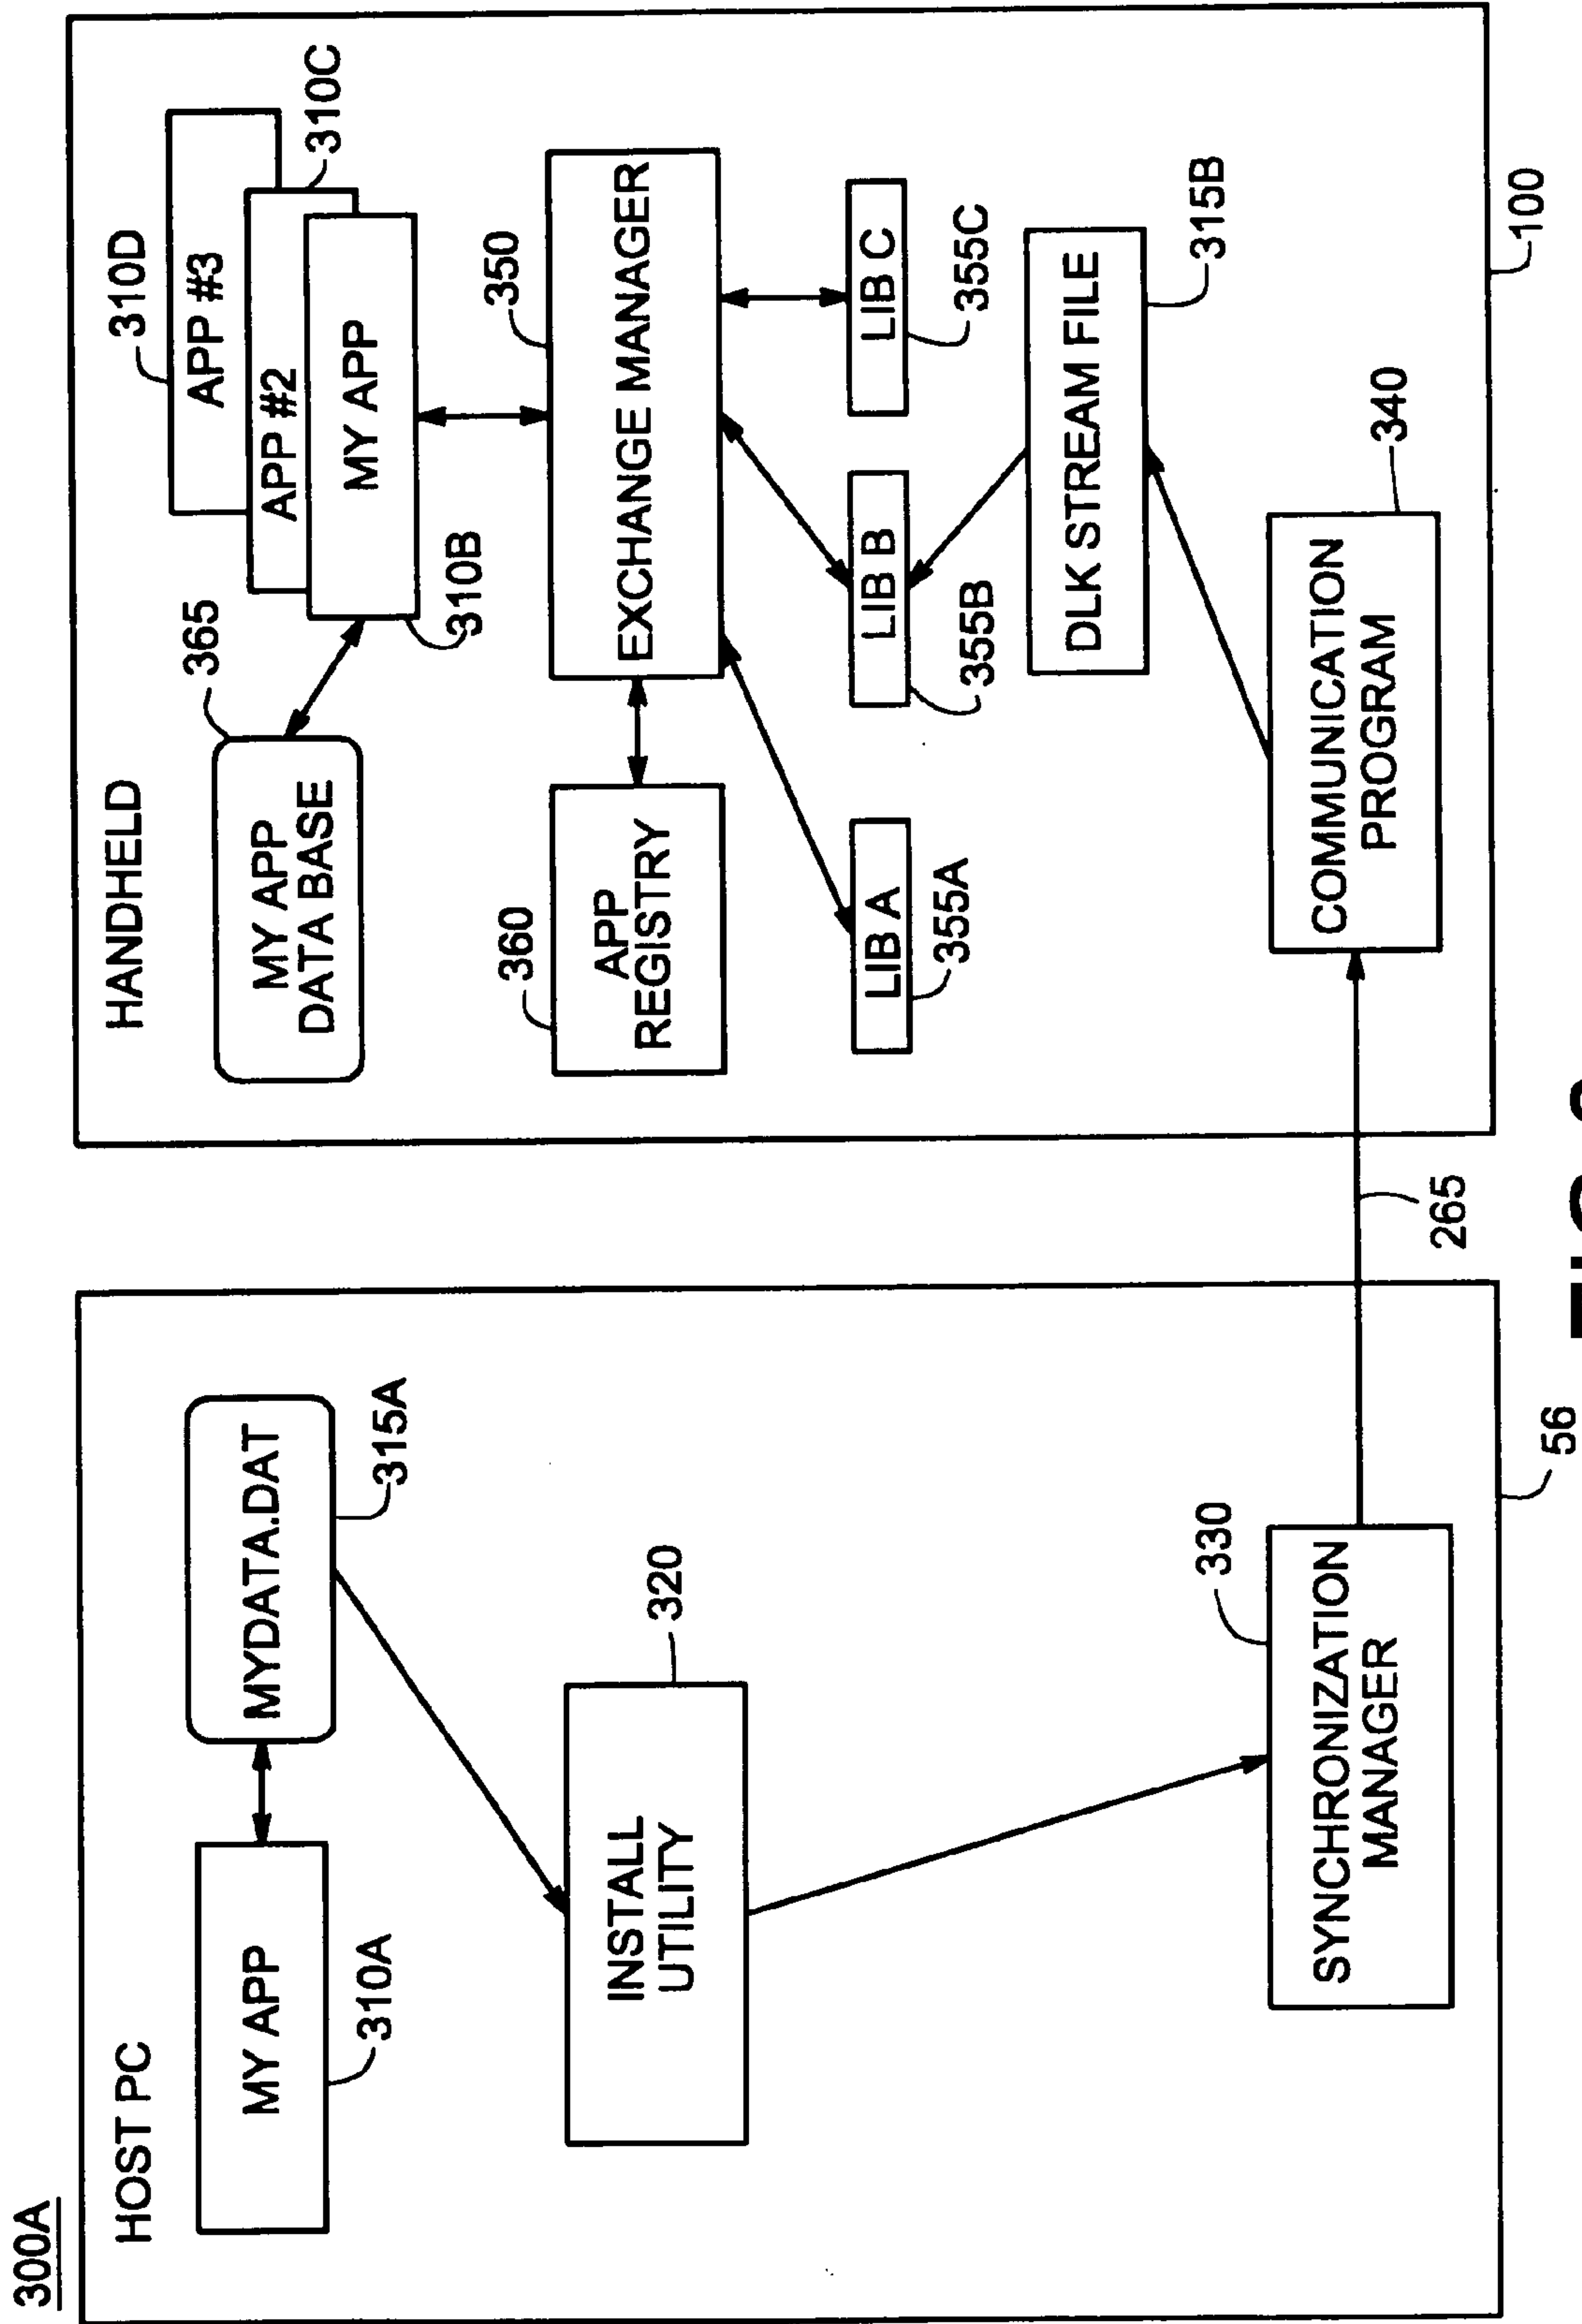 300A
HOST PC
MY APP
310A
MYDATA.DAT
315A
INSTALL
UTILITY
320
SYNCHRONIZATION
MANAGER
330
56
265
HANDHELD
MY APP
DATA BASE
365
APP #3
310D
APP #2
310C
MY APP
310B
EXCHANGE MANAGER
350
APP
REGISTRY
360
LIB A
355A
LIB B
355B
LIB C
355C
DLK STREAM FILE
315B
COMMUNICATION
PROGRAM
340
100